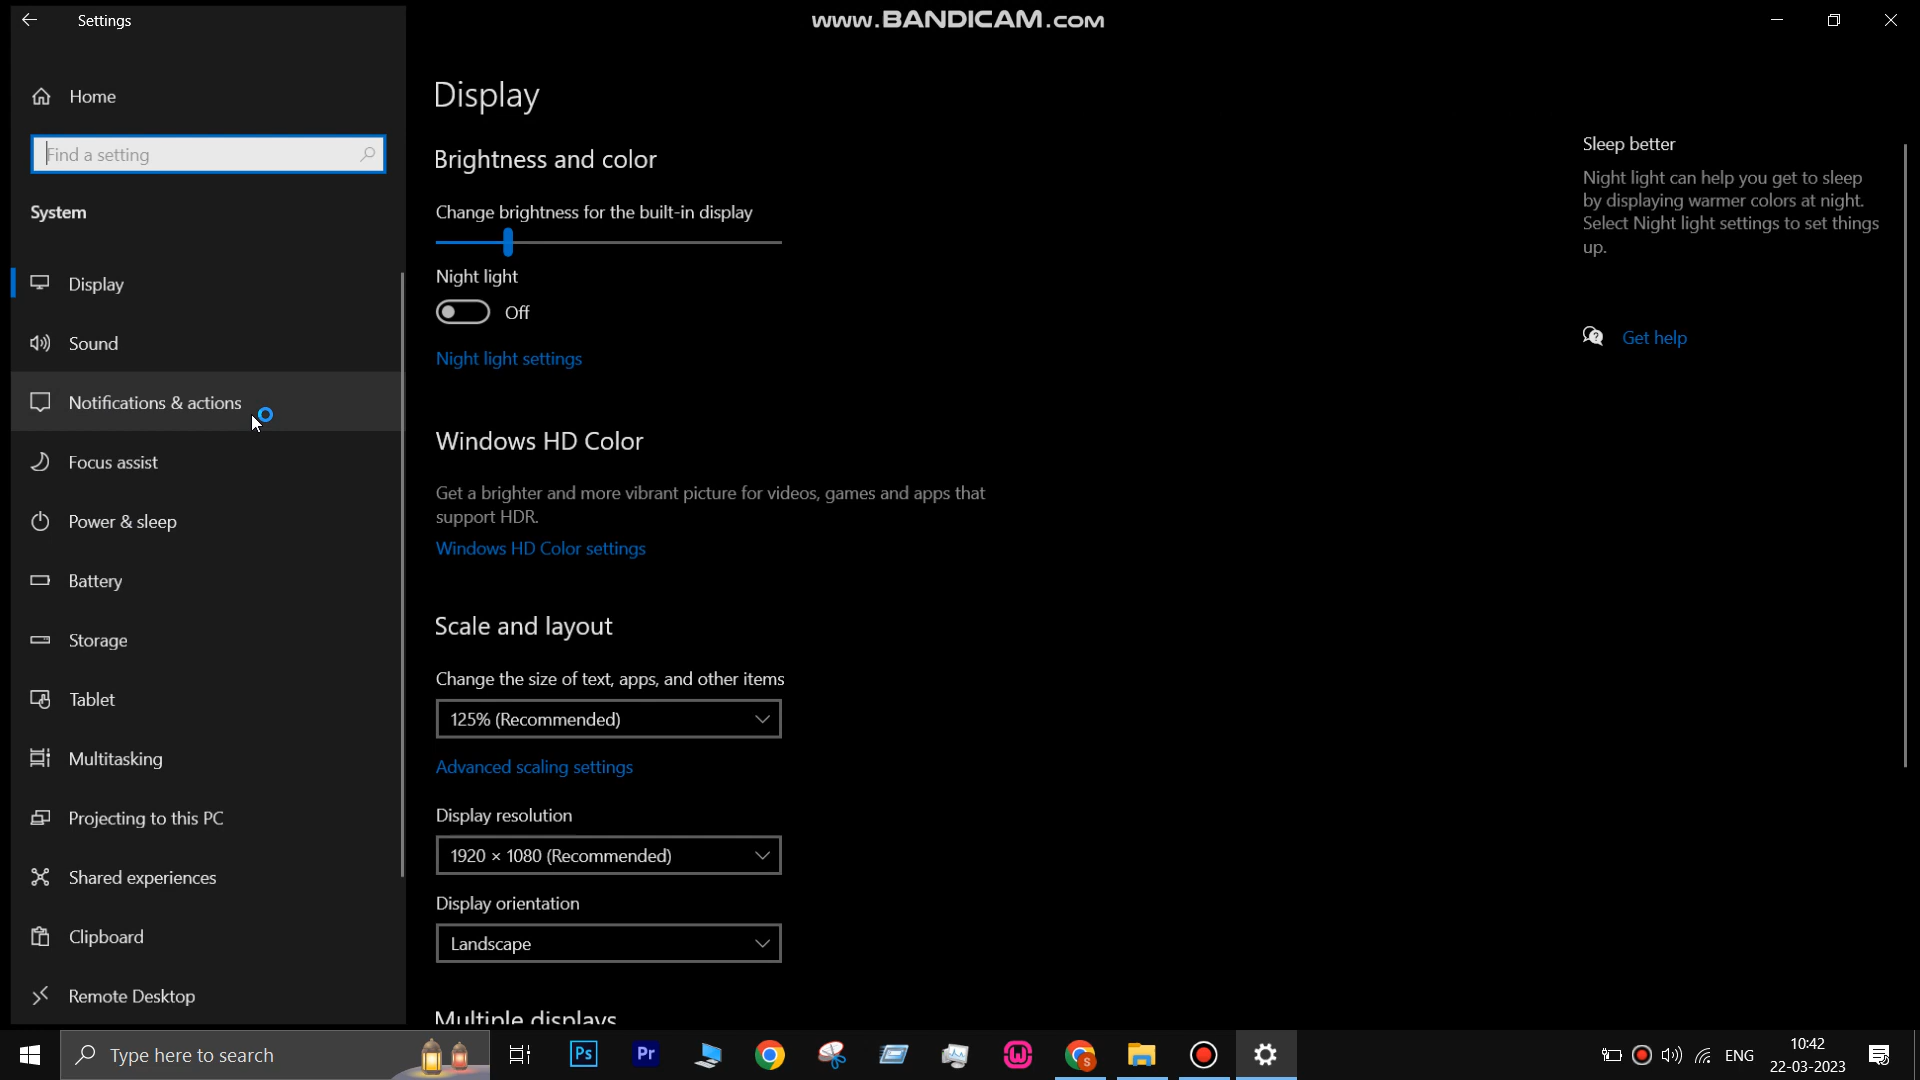 Settings
www.BANDICAM.com
Home
Find a setting
System
Display
Sound
Notifications & actions
Focus assist
Power & sleep
Battery
Storage
Tablet
Multitasking
Projecting to this PC
Shared experiences
Clipboard
Remote Desktop
Display
Brightness and color
Change brightness for the built-in display
Night light
Off
Night light settings
Windows HD Color
Get a brighter and more vibrant picture for videos, games and apps that
support HDR.
Windows HD Color settings
Scale and layout
Change the size of text, apps, and other items
125% (Recommended)
Advanced scaling settings
Display resolution
1920 × 1080 (Recommended)
Display orientation
Landscape
Multiple displays
Sleep better
Night light can help you get to sleep
by displaying warmer colors at night.
Select Night light settings to set things
up.
Get help
Type here to search
Ps
Pr
S
ENG
10:42
22-03-2023